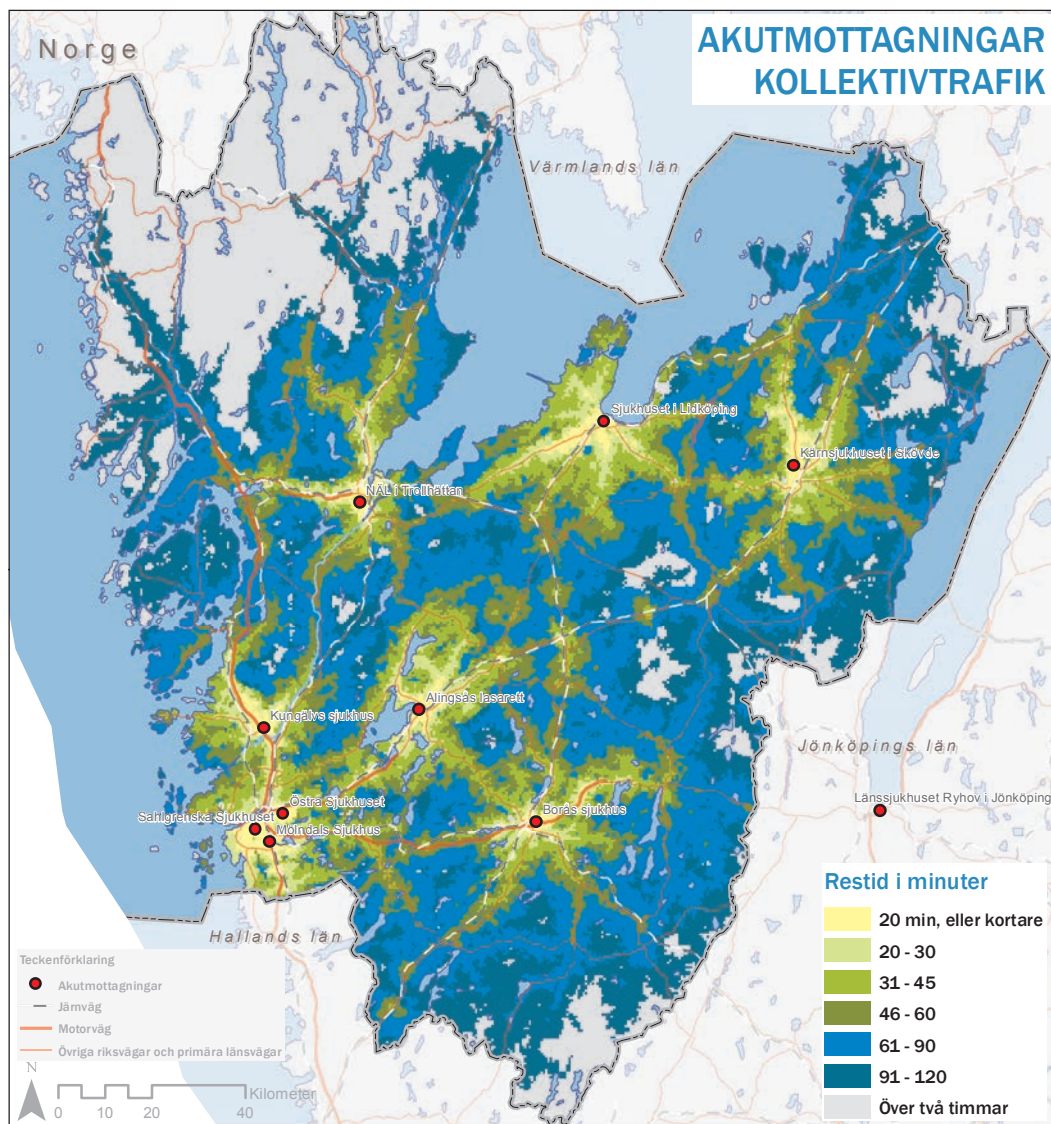 AKUTMOTTAGNINGAR
KOLLEKTIVTRAFIK
Norge
Värmlands län
Sjukhuset i Lidköping
Kärnsjukhuset i Skövde
NÄL i Trollhättan
Alingsås lasarett
Kungälvs sjukhus
Jönköpings län
Länssjukhuset Ryhov i Jönköping
Östra Sjukhuset
Borås sjukhus
Sahlgrenska Sjukhuset
Mölndals Sjukhus
Hallands län
Restid i minuter
20 min, eller kortare
20 - 30
31 - 45
46 - 60
61 - 90
91 - 120
Över två timmar
Teckenförklaring
Akutmottagningar
Järnväg
Motorväg
Övriga riksvägar och primära länsvägar
N
Kilometer
0 10 20 40